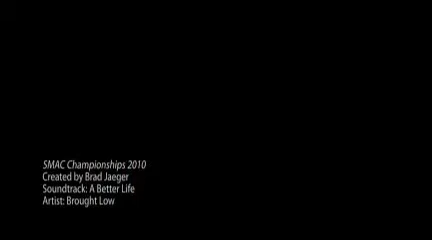 SMAC Championships 2010
Created by Brad Jaeger
Soundtrack: A Better Life
Artist: Brought Low